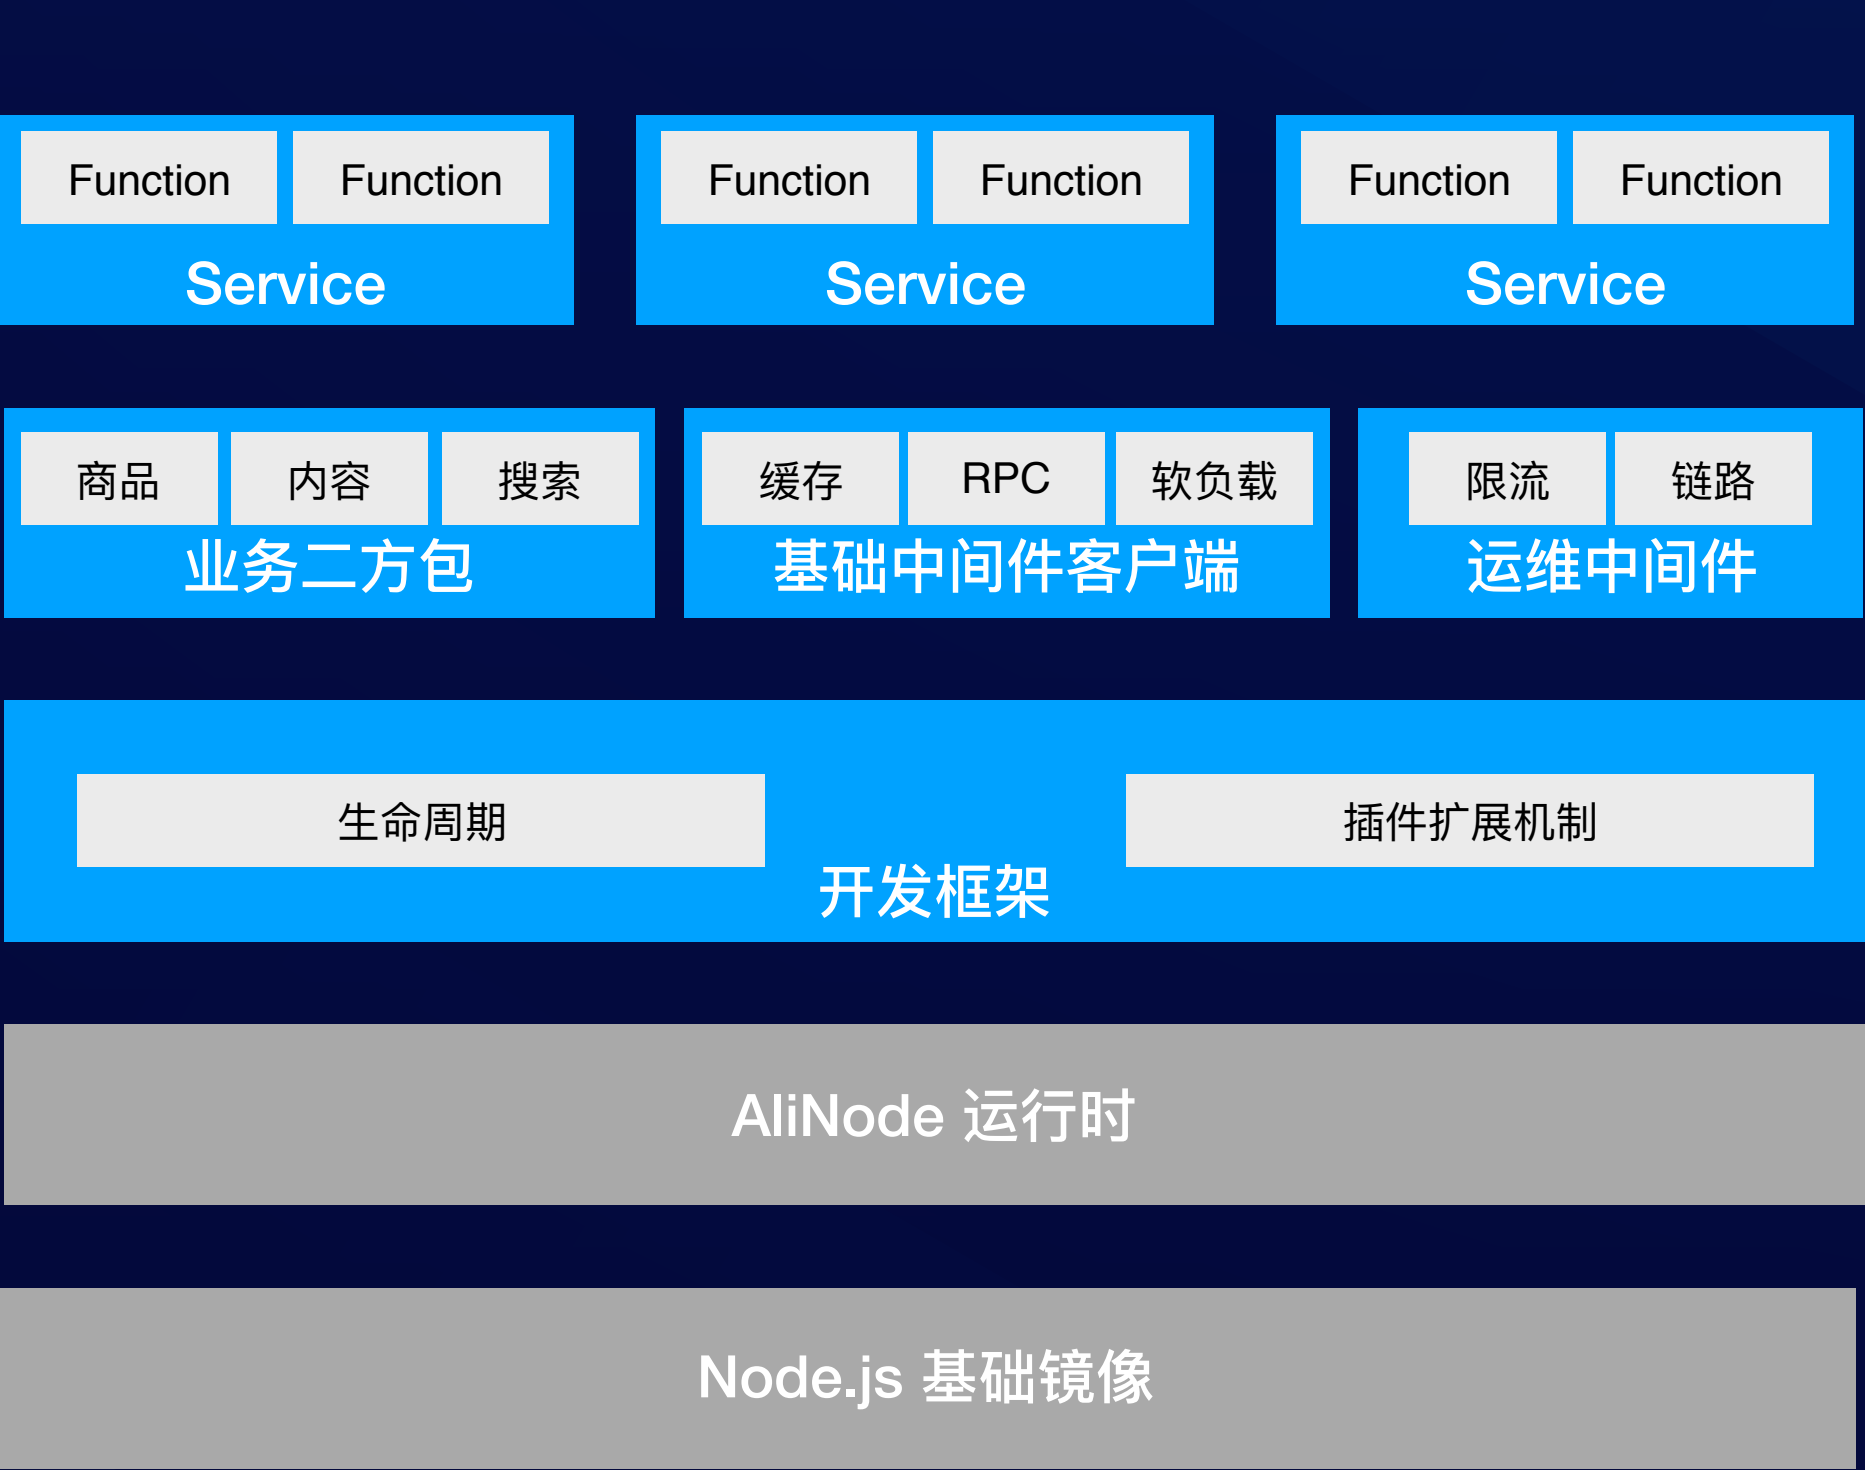 Function Function Function Function Function Function
Service Service Service
商品 内容 搜索 缓存 RPC 软负载 限流 链路
业务二方包 基础中间件客户端 运维中间件
生命周期 插件扩展机制
开发框架
AliNode 运行时
Node.js 基础镜像